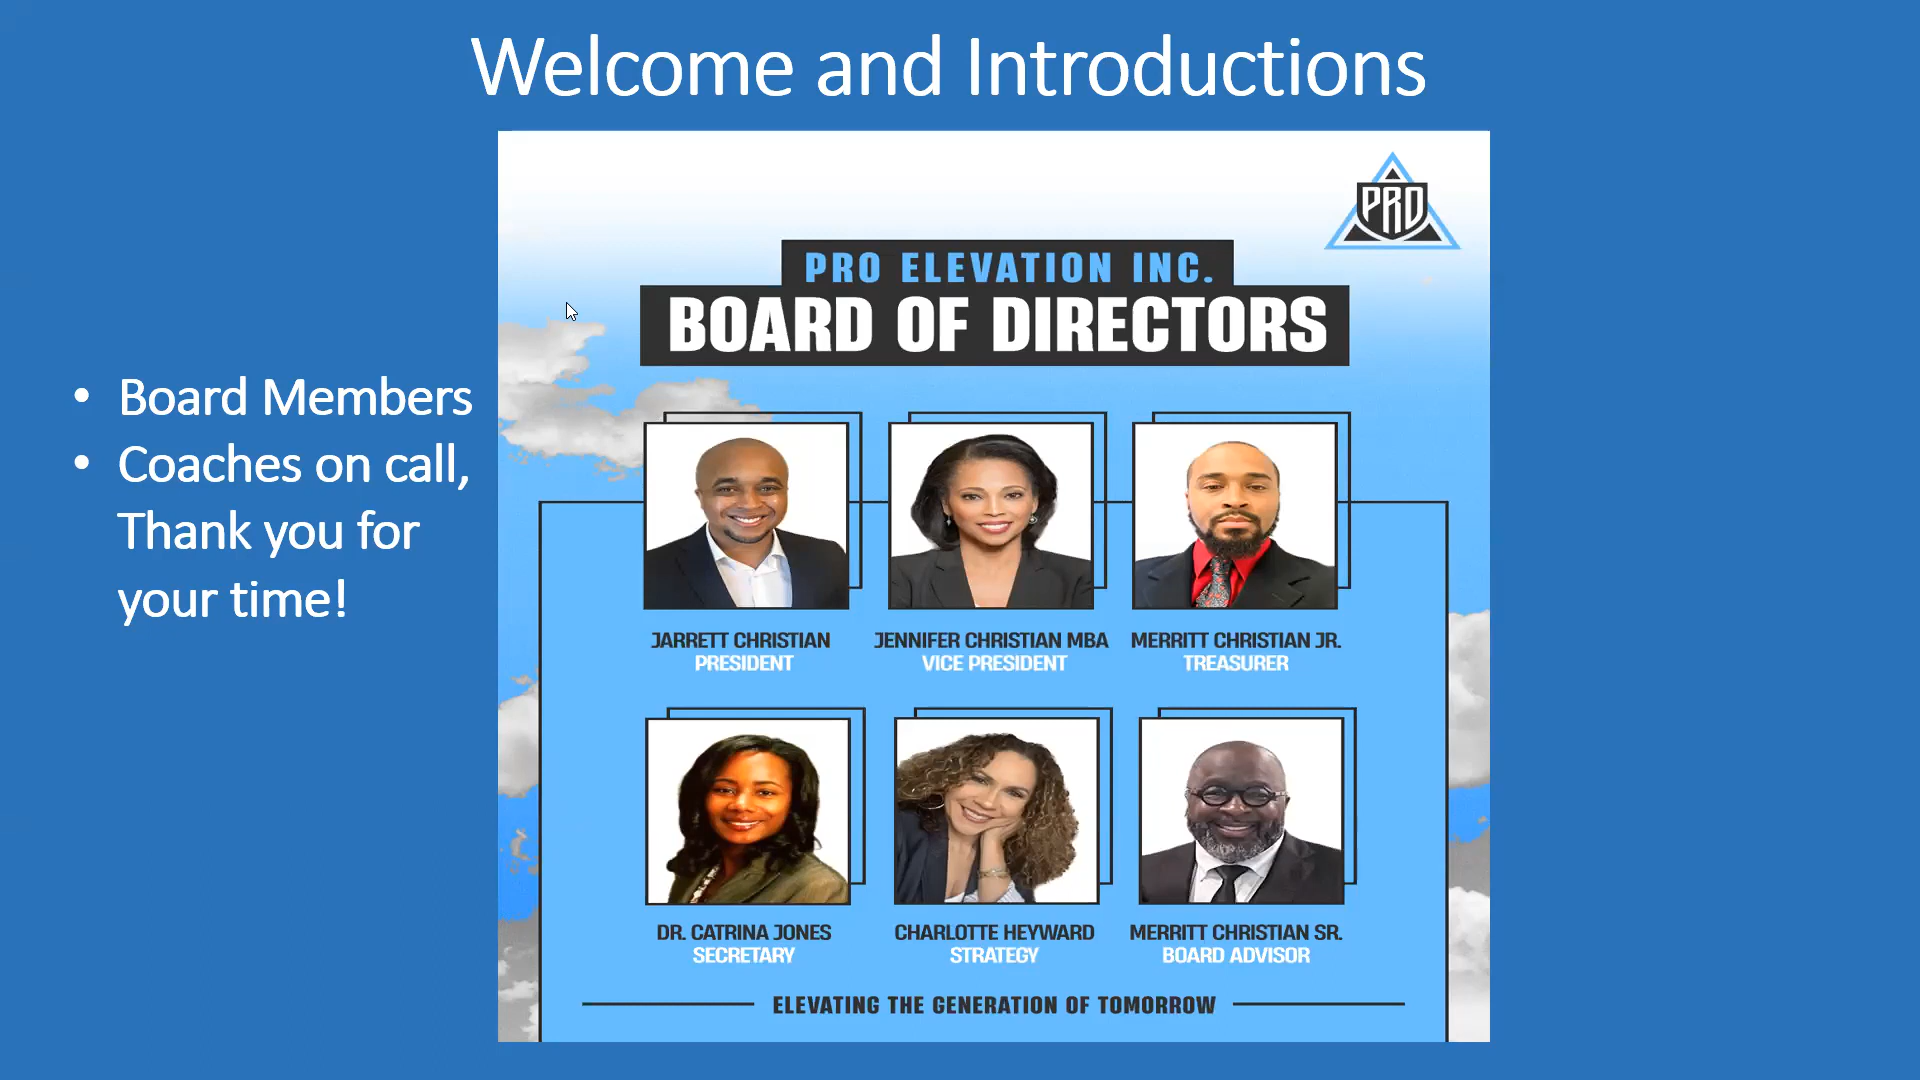 Welcome and Introductions
• Board Members
• Coaches on call,
Thank you for
your time!
PRO
PRO ELEVATION INC.
BOARD OF DIRECTORS
JARRETT CHRISTIAN
PRESIDENT
JENNIFER CHRISTIAN MBA
VICE PRESIDENT
MERRITT CHRISTIAN JR.
TREASURER
DR. CATRINA JONES
SECRETARY
CHARLOTTE HEYWARD
STRATEGY
MERRITT CHRISTIAN SR.
BOARD ADVISOR
ELEVATING THE GENERATION OF TOMORROW